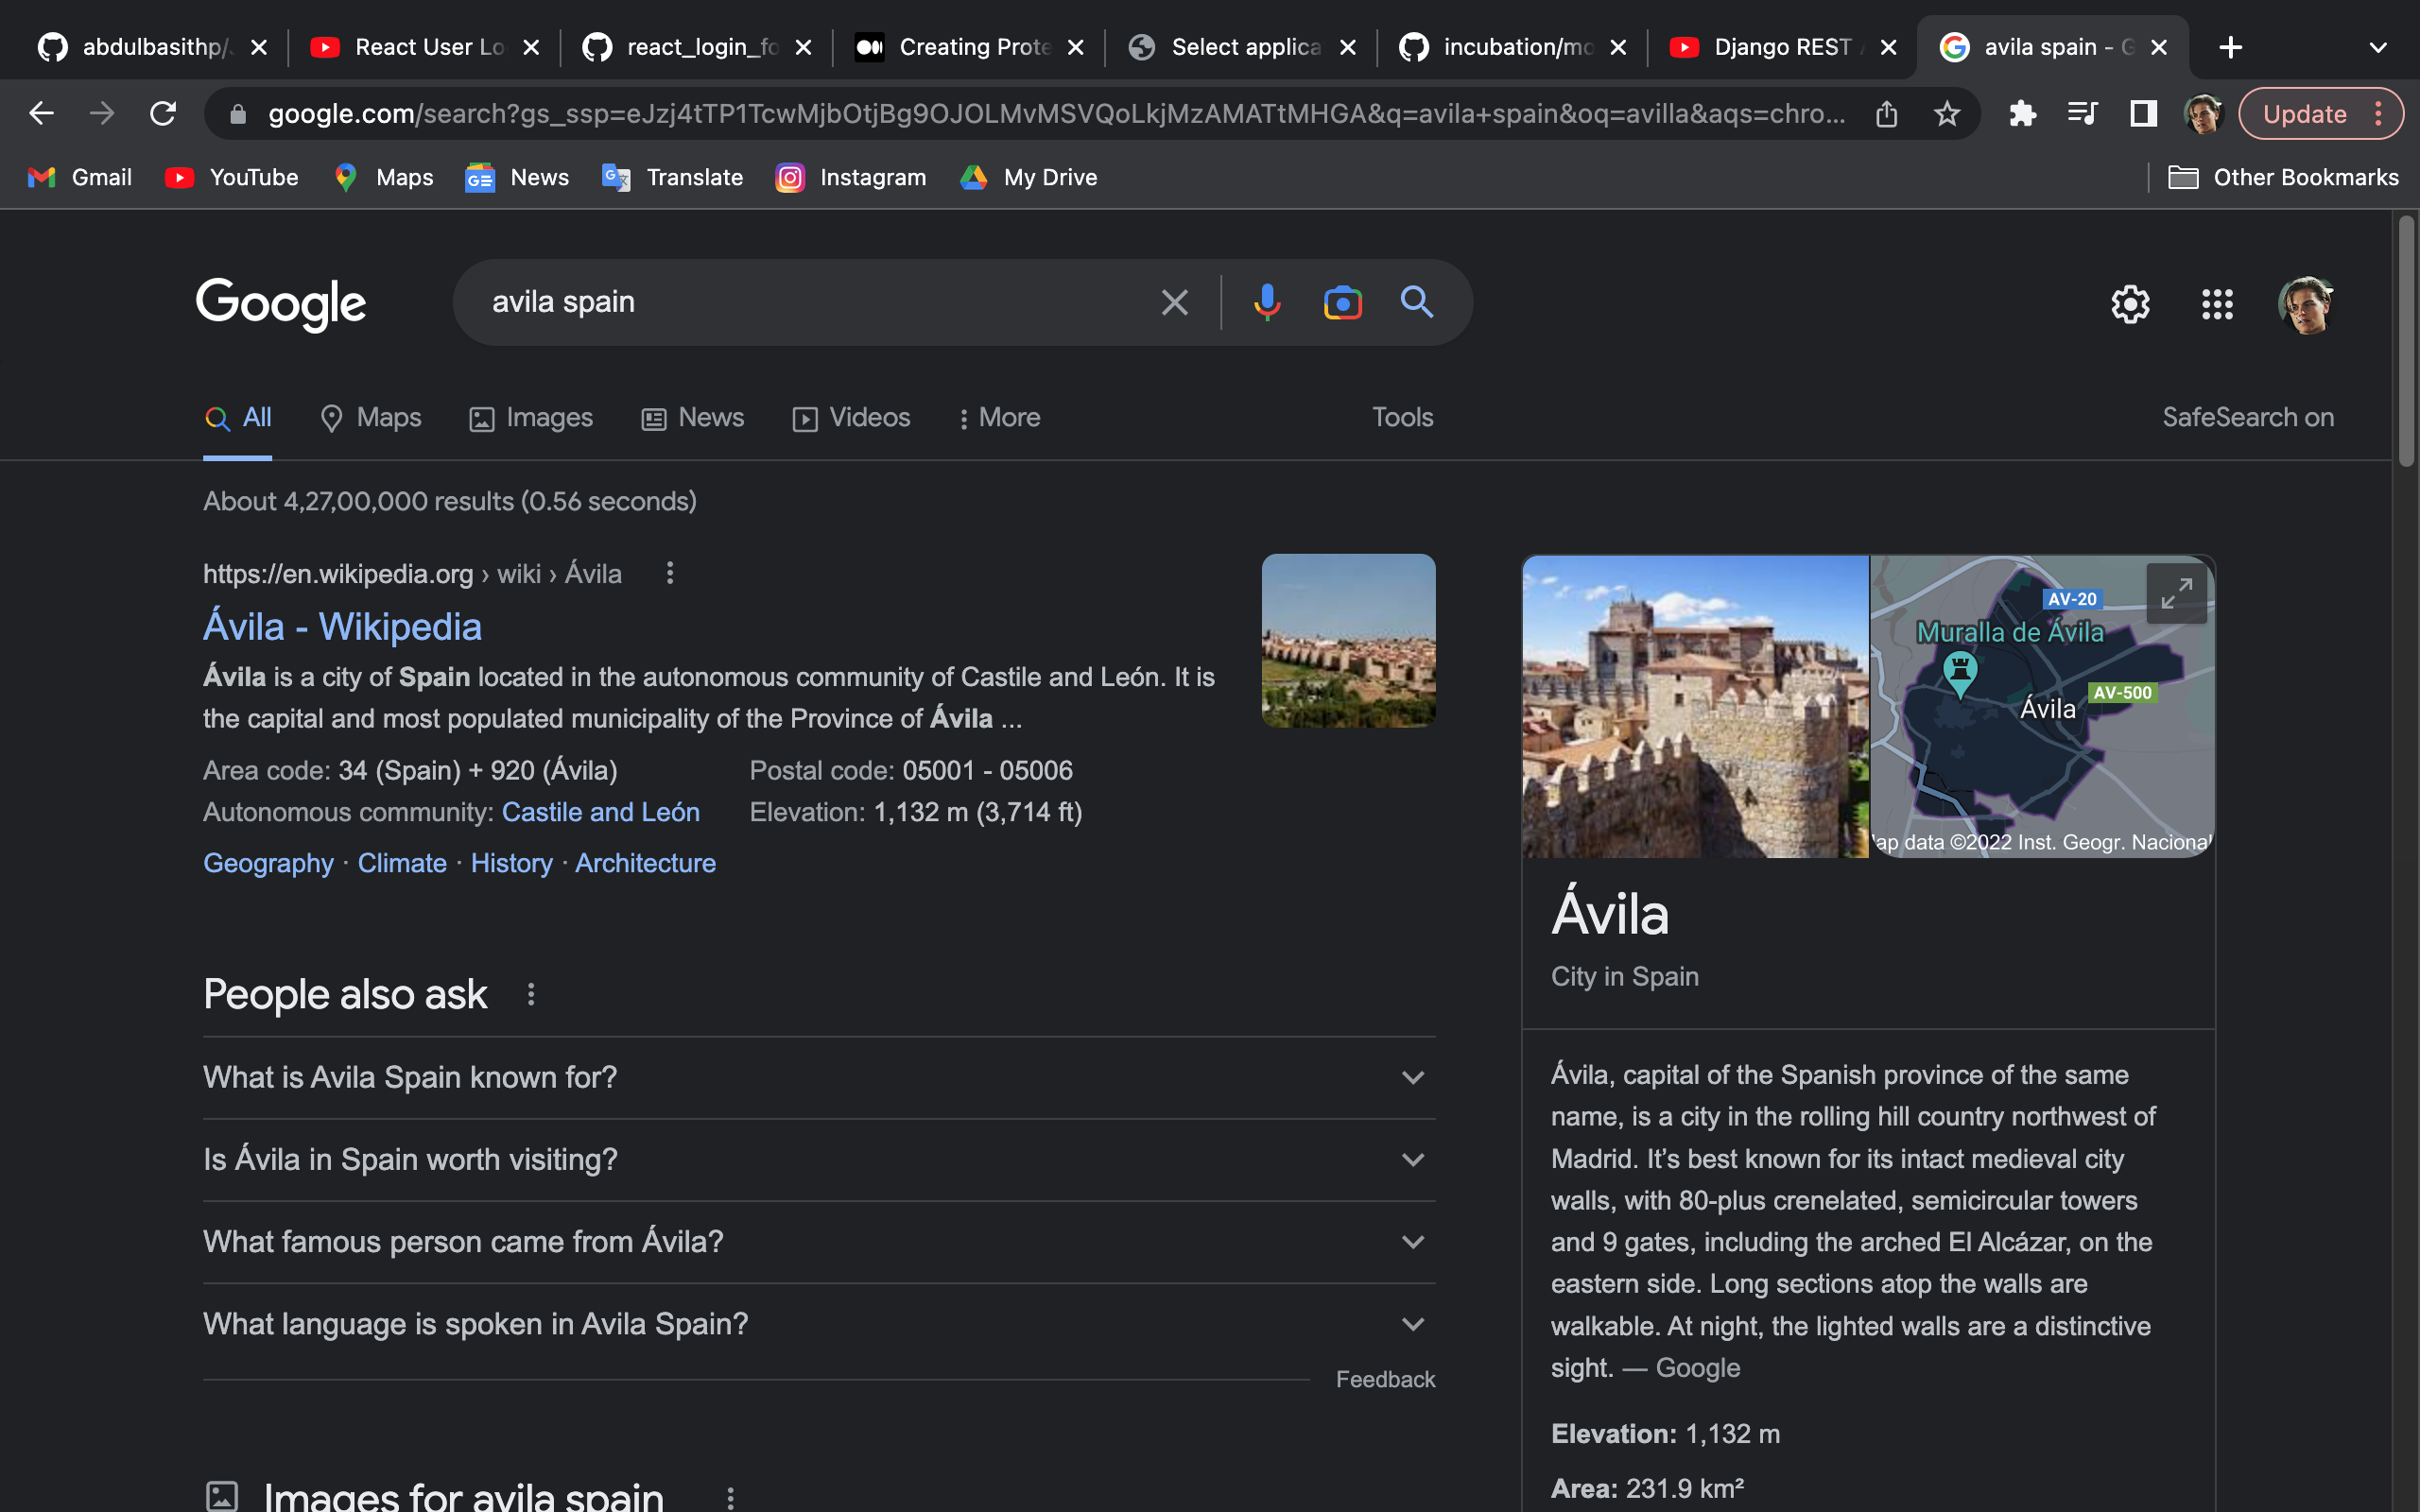 abdulbasithp/
React User Lo
react_login_fo
Creating Prote
Select applica
incubation/mo
Django REST
avila spain - G
google.com/search?gs_ssp=eJzj4tTP1TcwMjbOtjBg9OJOLMvMSVQoLkjMzAMATtMHGA&q=avila+spain&oq=avilla&aqs=chro...
Update
Gmail
YouTube
Maps
News
Translate
Instagram
My Drive
Other Bookmarks
Google
avila spain
All
Maps
Images
News
Videos
More
Tools
SafeSearch on
About 4,27,00,000 results (0.56 seconds)
https://en.wikipedia.org › wiki › Ávila
Ávila - Wikipedia
Ávila is a city of Spain located in the autonomous community of Castile and León. It is
the capital and most populated municipality of the Province of Ávila ...
Area code: 34 (Spain) + 920 (Ávila)
Postal code: 05001 - 05006
Autonomous community: Castile and León
Elevation: 1,132 m (3,714 ft)
Geography · Climate · History · Architecture
People also ask
What is Avila Spain known for?
Is Ávila in Spain worth visiting?
What famous person came from Ávila?
What language is spoken in Avila Spain?
Feedback
Images for avila spain
AV-20
Muralla de Ávila
AV-500
Ávila
ap data ©2022 Inst. Geogr. Nacional
Ávila
City in Spain
Ávila, capital of the Spanish province of the same
name, is a city in the rolling hill country northwest of
Madrid. It’s best known for its intact medieval city
walls, with 80-plus crenelated, semicircular towers
and 9 gates, including the arched El Alcázar, on the
eastern side. Long sections atop the walls are
walkable. At night, the lighted walls are a distinctive
sight. — Google
Elevation: 1,132 m
Area: 231.9 km²